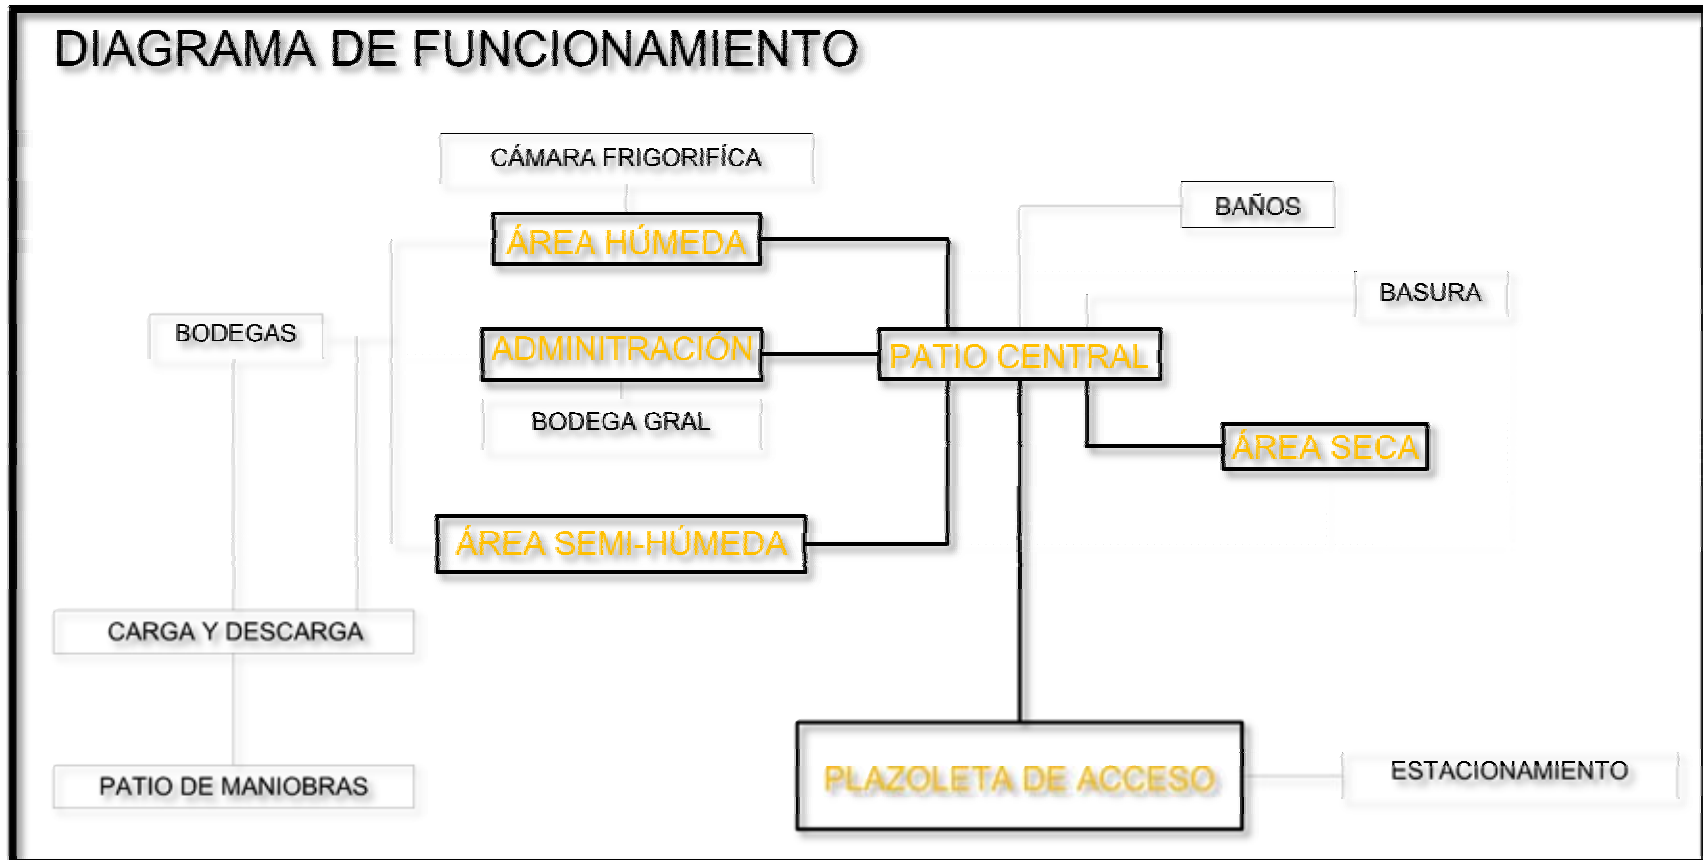 DIAGRAMA DE FUNCIONAMIENTO
CÁMARA FRIGORIFÍCA
BAÑOS
ÁREA HÚMEDA
BASURA
BODEGAS
ADMINITRACIÓN
PATIO CENTRAL
BODEGA GRAL
ÁREA SECA
ÁREA SEMI-HÚMEDA
CARGA Y DESCARGA
PLAZOLETA DE ACCESO
ESTACIONAMIENTO
PATIO DE MANIOBRAS